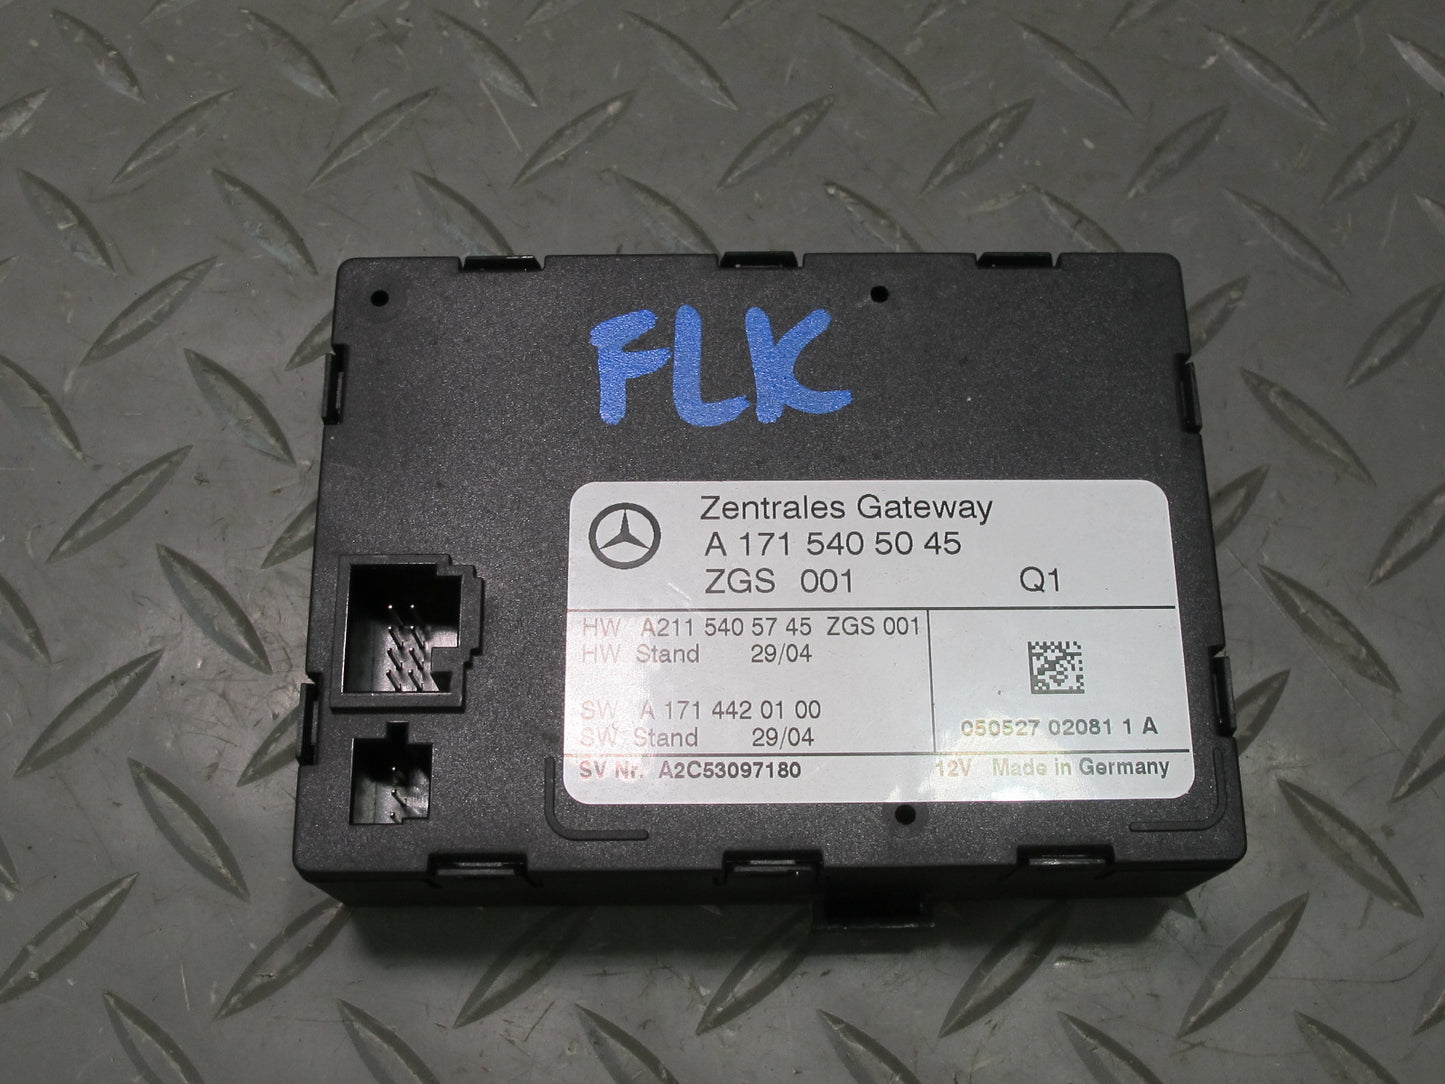 FLK
Zentrales Gateway
A 171 540 50 45
ZGS 001 Q1
HW A211 540 57 45 ZGS 001
HW Stand 29/04
SW A 171 442 01 00
SW Stand 29/04
050527 02081 1 A
SV Nr. A2C53097180 12V Made in Germany